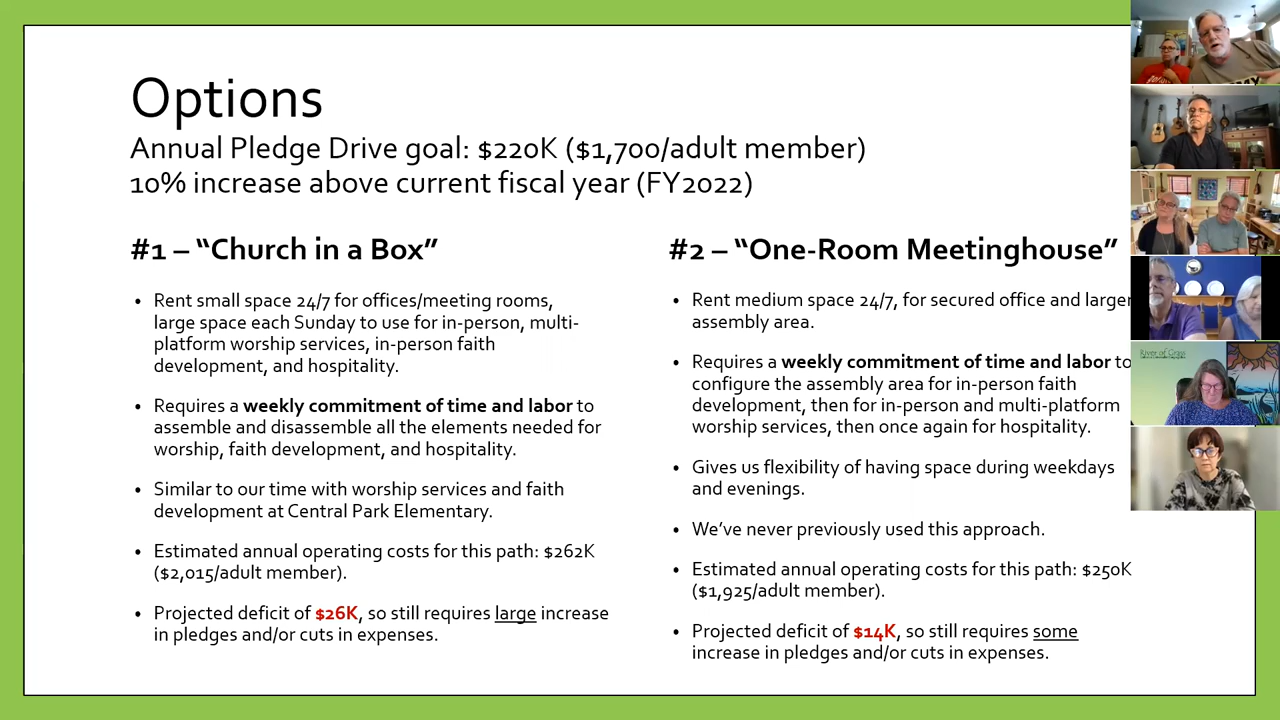 Options
Annual Pledge Drive goal: $220K ($1,700/adult member)
10% increase above current fiscal year (FY2022)
#1 – “Church in a Box”
• Rent small space 24/7 for offices/meeting rooms,
large space each Sunday to use for in-person, multi-
platform worship services, in-person faith
development, and hospitality.
• Requires a weekly commitment of time and labor to
assemble and disassemble all the elements needed for
worship, faith development, and hospitality.
• Similar to our time with worship services and faith
development at Central Park Elementary.
• Estimated annual operating costs for this path: $262K
($2,015/adult member).
• Projected deficit of $26K, so still requires large increase
in pledges and/or cuts in expenses.
#2 – “One-Room Meetinghouse”
• Rent medium space 24/7, for secured office and larger
assembly area.
• Requires a weekly commitment of time and labor to
configure the assembly area for in-person faith
development, then for in-person and multi-platform
worship services, then once again for hospitality.
• Gives us flexibility of having space during weekdays
and evenings.
• We’ve never previously used this approach.
• Estimated annual operating costs for this path: $250K
($1,925/adult member).
• Projected deficit of $14K, so still requires some
increase in pledges and/or cuts in expenses.
River of Grass